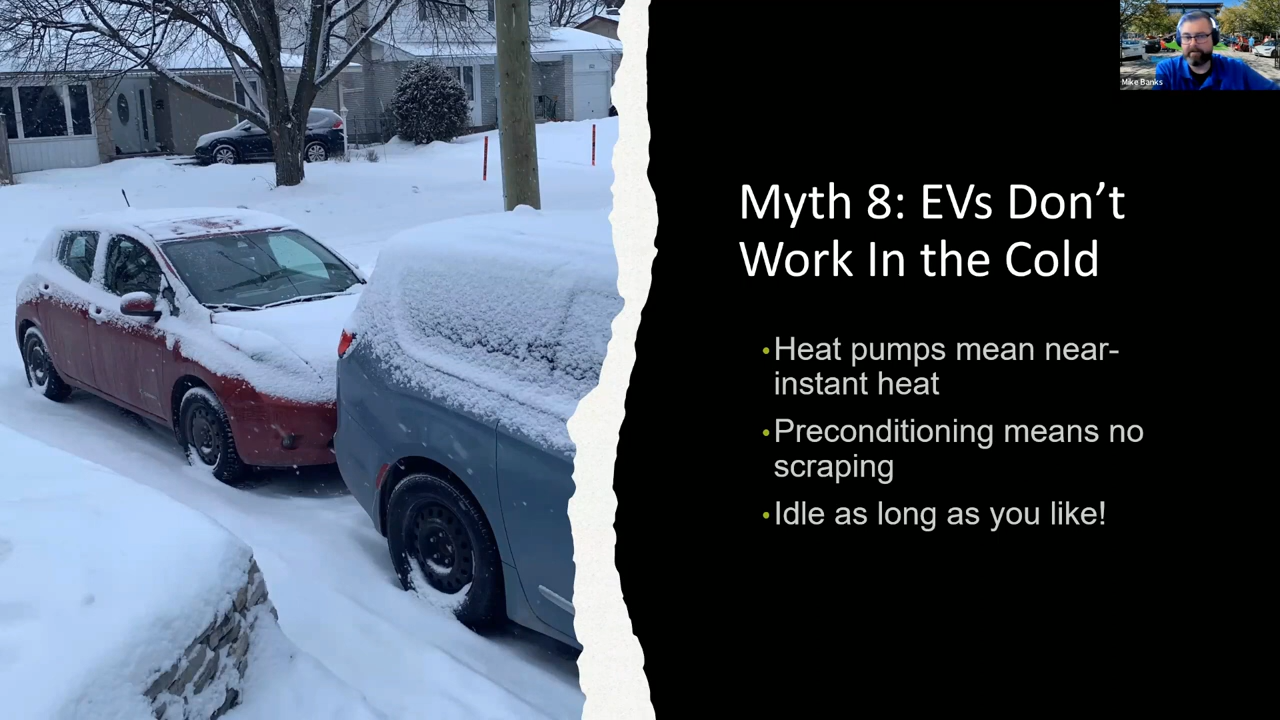 Mike Banks
Myth 8: EVs Don’t
Work In the Cold
•Heat pumps mean near-
instant heat
•Preconditioning means no
scraping
•Idle as long as you like!